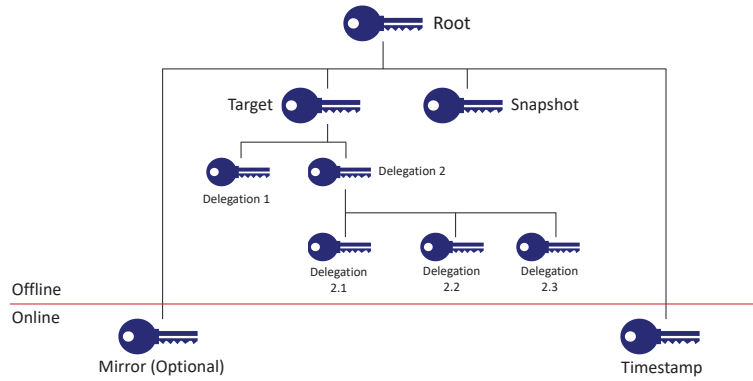 Root
Target
Snapshot
Delegation 1
Delegation 2
Delegation
2.1
Delegation
2.2
Delegation
2.3
Offline
Online
Mirror (Optional)
Timestamp